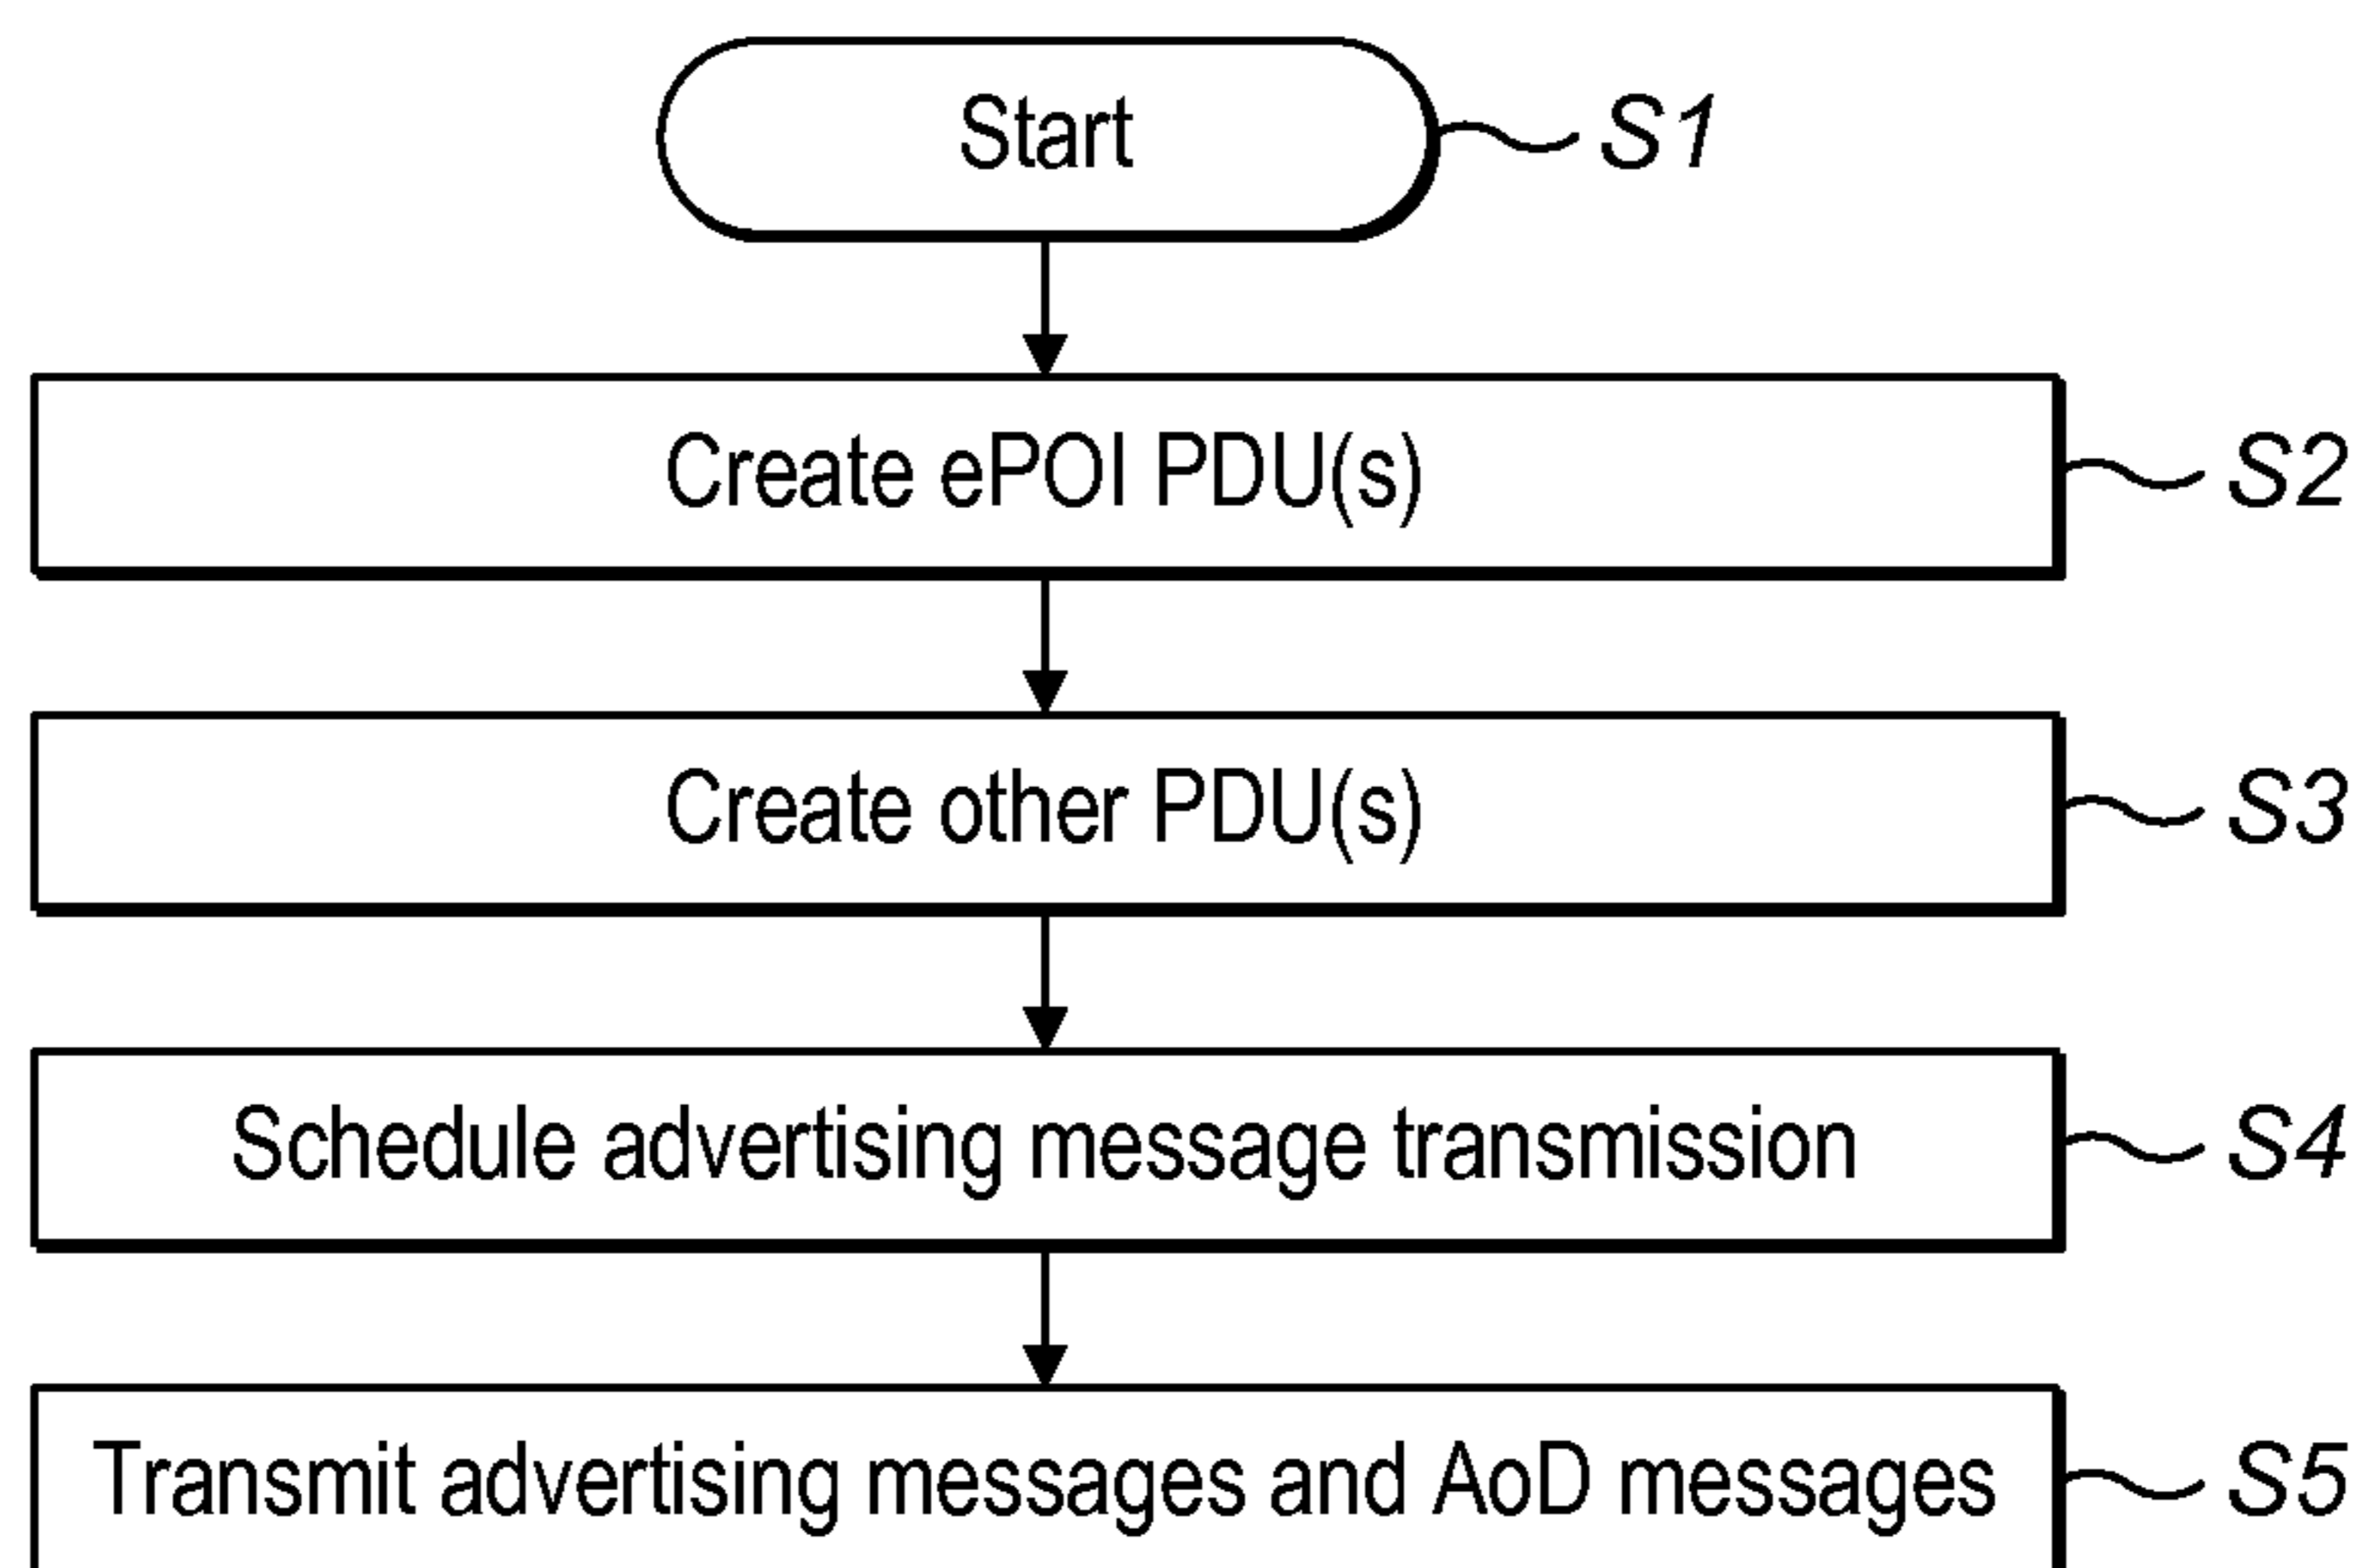 Start S1
Create ePOI PDU(s) S2
Create other PDU(s) S3
Schedule advertising message transmission S4
Transmit advertising messages and AoD messages S5